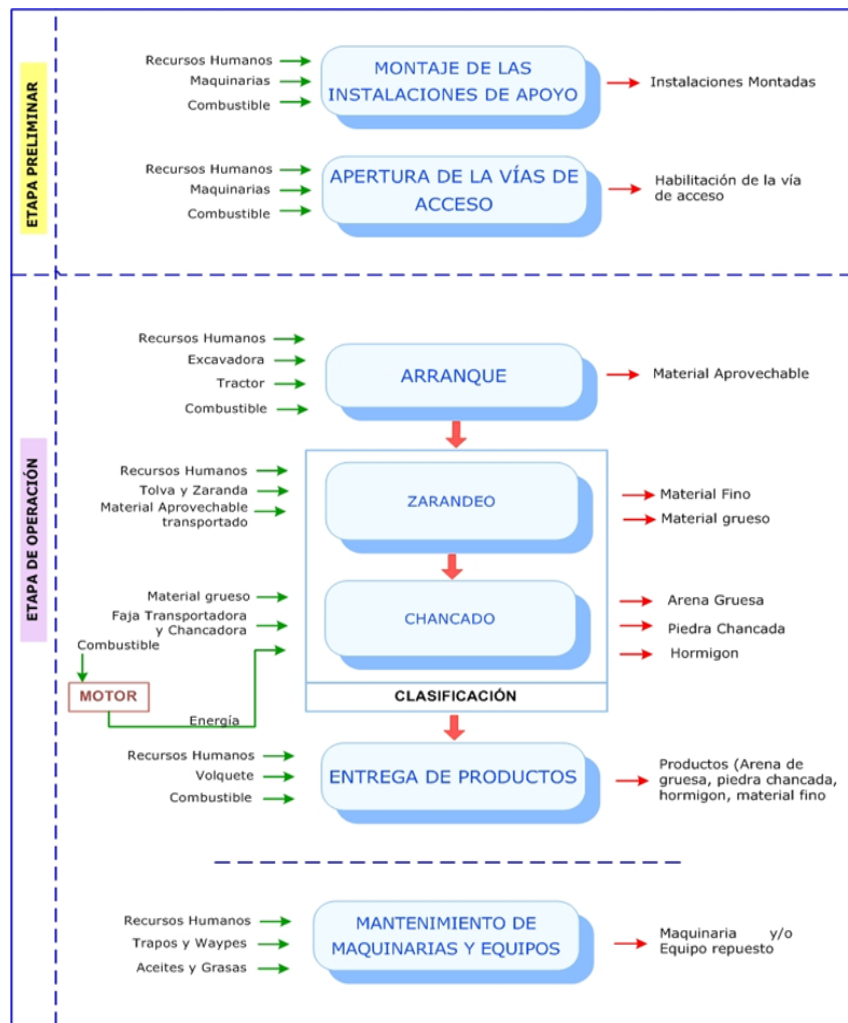 ETAPA PRELIMINAR
Recursos Humanos
Maquinarias
Combustible
MONTAJE DE LAS
INSTALACIONES DE APOYO
Instalaciones Montadas
Recursos Humanos
Maquinarias
Combustible
APERTURA DE LA VÍAS DE
ACCESO
Habilitación de la vía
de acceso
ETAPA DE OPERACIÓN
Recursos Humanos
Excavadora
Tractor
Combustible
ARRANQUE
Material Aprovechable
Recursos Humanos
Tolva y Zaranda
Material Aprovechable
transportado
ZARANDEO
Material Fino
Material grueso
Material grueso
Faja Transportadora
y Chancadora
Combustible
MOTOR
Energía
CHANCADO
Arena Gruesa
Piedra Chancada
Hormigon
CLASIFICACIÓN
Recursos Humanos
Volquete
Combustible
ENTREGA DE PRODUCTOS
Productos (Arena de
gruesa, piedra chancada,
hormigon, material fino
Recursos Humanos
Trapos y Waypes
Aceites y Grasas
MANTENIMIENTO DE
MAQUINARIAS Y EQUIPOS
Maquinaria y/o
Equipo repuesto